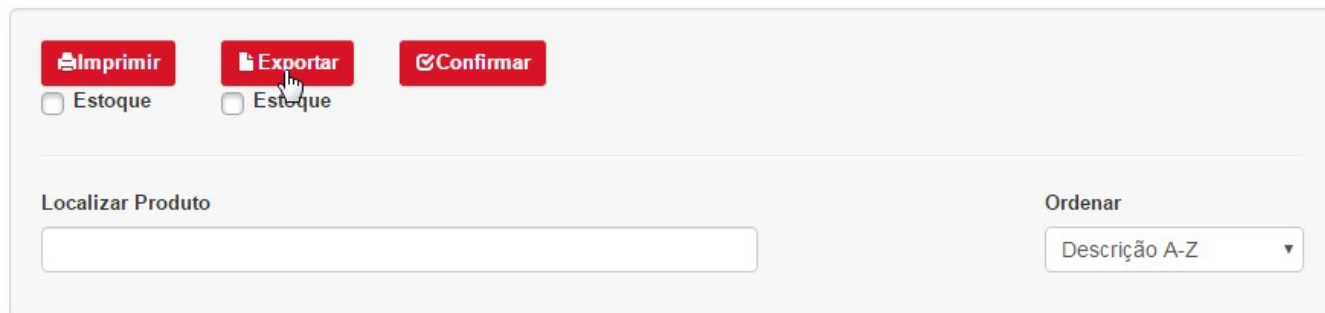 Imprimir Exportar Confirmar
Estoque Estoque
Localizar Produto Ordenar
Descrição A-Z